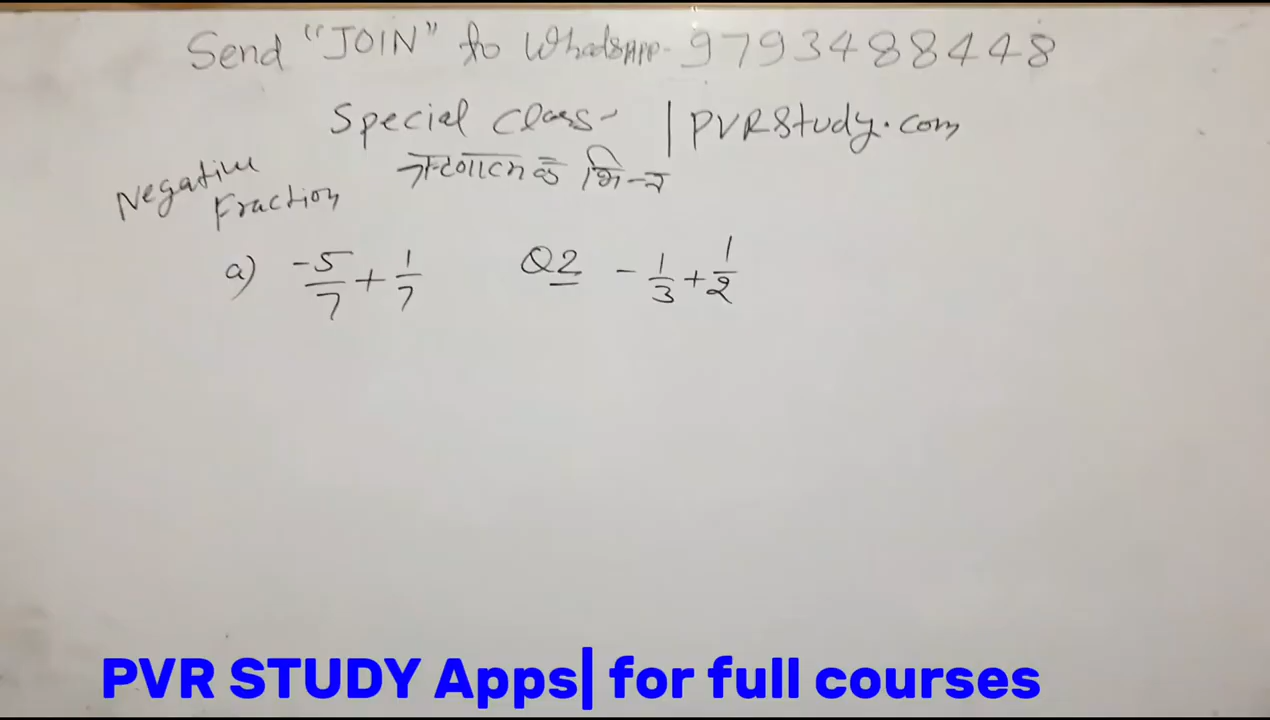 Send "JOIN" to WhatsAPP- 9793488448
Special Class- | PVRStudy.com
Negative Fraction
ऋणात्मक भिन्न
a) -5/7 + 1/7
Q2 -1/3 + 1/2
PVR STUDY Apps| for full courses